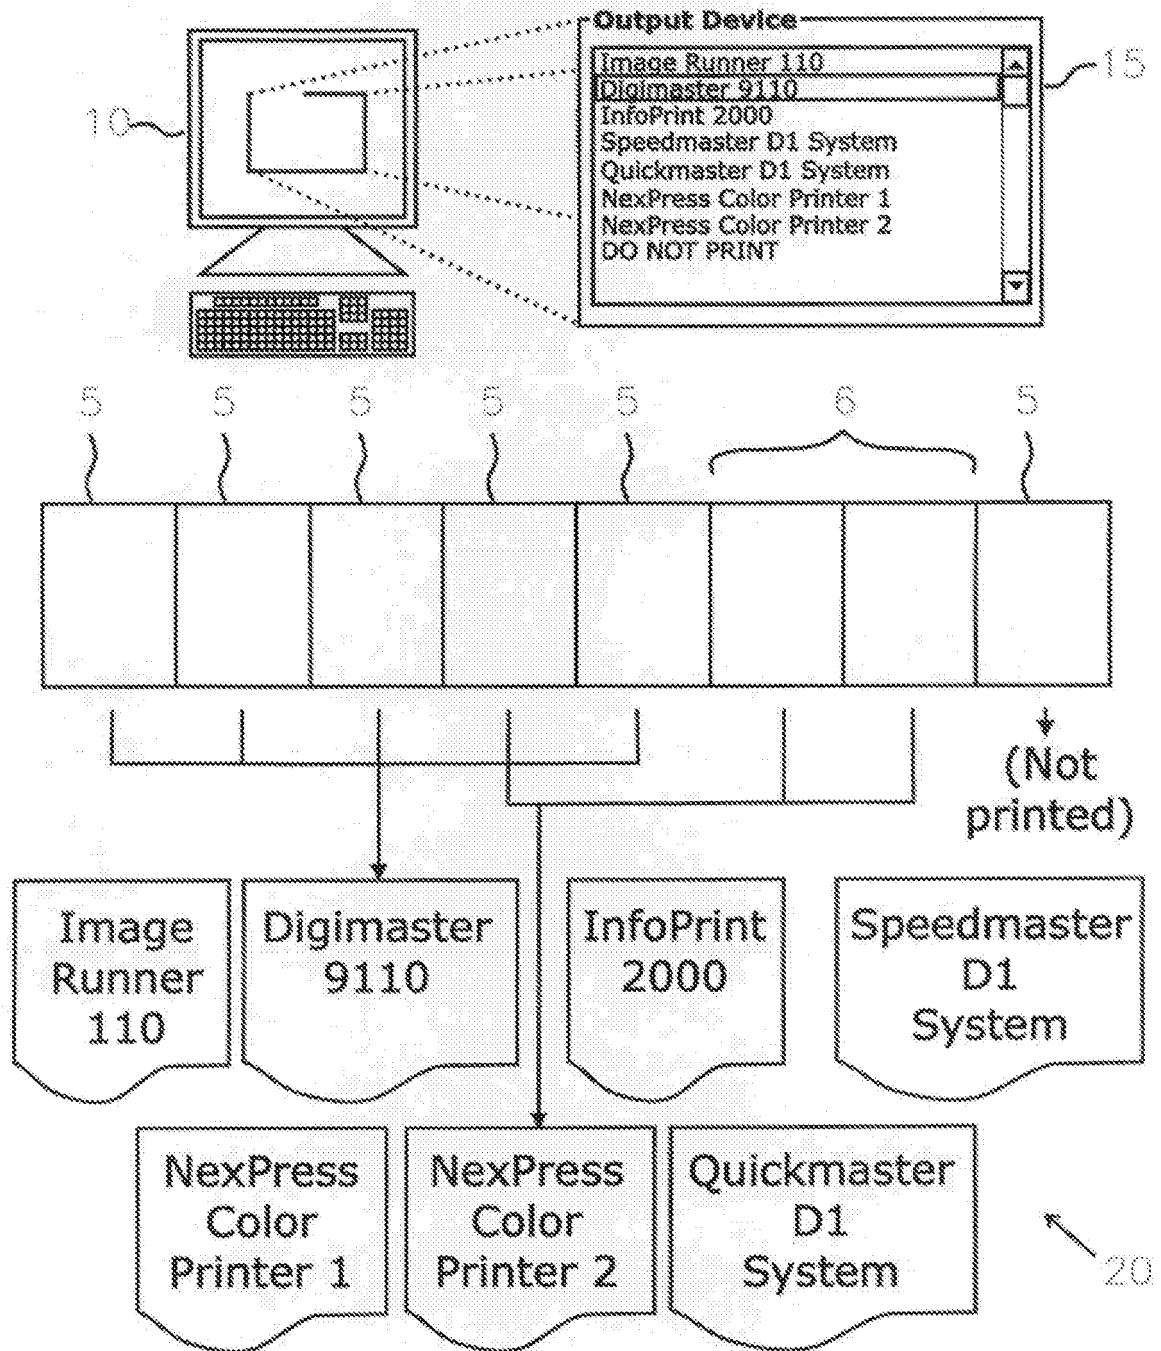 Output Device
Image Runner 110
Digimaster 9110
InfoPrint 2000
Speedmaster D1 System
Quickmaster D1 System
NexPress Color Printer 1
NexPress Color Printer 2
DO NOT PRINT
10
15
5 5 5 5 5 6 5
(Not
printed)
Image
Runner
110
Digimaster
9110
InfoPrint
2000
Speedmaster
D1
System
NexPress
Color
Printer 1
NexPress
Color
Printer 2
Quickmaster
D1
System
20